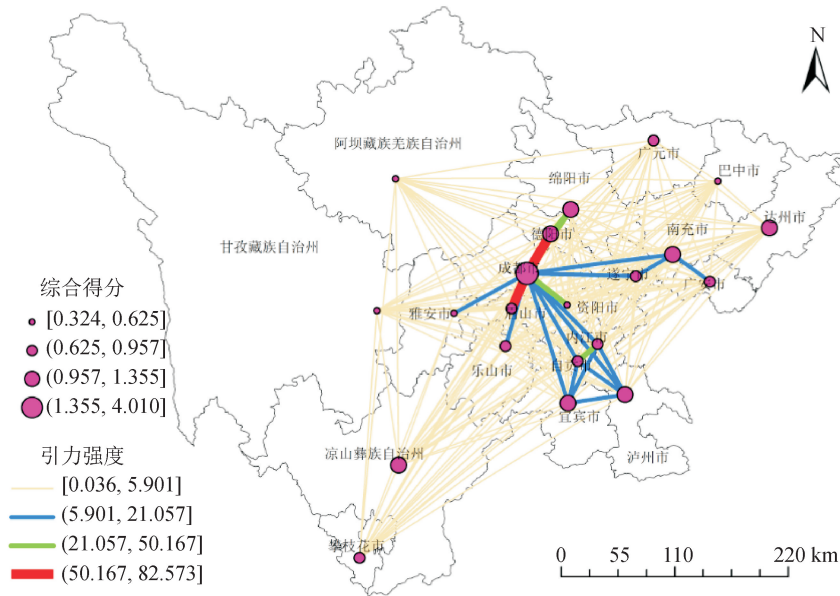 N
阿坝藏族羌族自治州
广元市
绵阳市
巴中市
达州市
德阳市
南充市
甘孜藏族自治州
成都市
遂宁市
广安市
综合得分
[0.324, 0.625]
(0.625, 0.957]
(0.957, 1.355]
(1.355, 4.010]
雅安市
眉山市
资阳市
内江市
自贡市
乐山市
宜宾市
泸州市
凉山彝族自治州
引力强度
[0.036, 5.901]
(5.901, 21.057]
(21.057, 50.167]
(50.167, 82.573]
攀枝花市
0 55 110 220 km